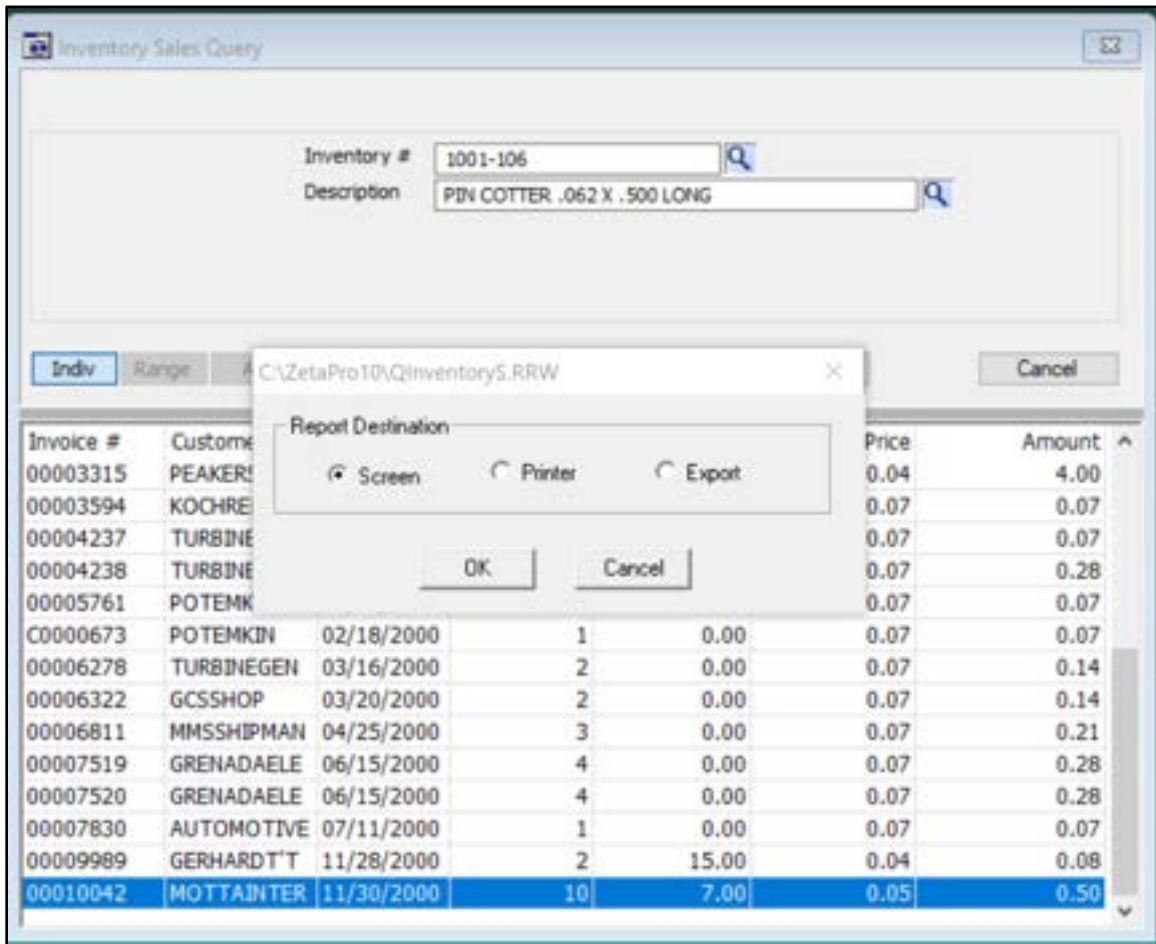 Inventory Sales Query
Inventory # 1001-106
Description PIN COTTER .062 X .500 LONG
Indiv Range Cancel
C:\ZetaPro10\QInventoryS.RRW
Report Destination
Screen Printer Export
OK Cancel
Invoice # Custome Price Amount
00003315 PEAKERS 0.04 4.00
00003594 KOCHRE 0.07 0.07
00004237 TURBINE 0.07 0.07
00004238 TURBINE 0.07 0.28
00005761 POTEMK 0.07 0.07
C0000673 POTEMKIN 02/18/2000 1 0.00 0.07 0.07
00006278 TURBINEGEN 03/16/2000 2 0.00 0.07 0.14
00006322 GCSSHOP 03/20/2000 2 0.00 0.07 0.14
00006811 MMSSHIPMAN 04/25/2000 3 0.00 0.07 0.21
00007519 GRENADAELE 06/15/2000 4 0.00 0.07 0.28
00007520 GRENADAELE 06/15/2000 4 0.00 0.07 0.28
00007830 AUTOMOTIVE 07/11/2000 1 0.00 0.07 0.07
00009989 GERHARDT'T 11/28/2000 2 15.00 0.04 0.08
00010042 MOTTAINTER 11/30/2000 10 7.00 0.05 0.50